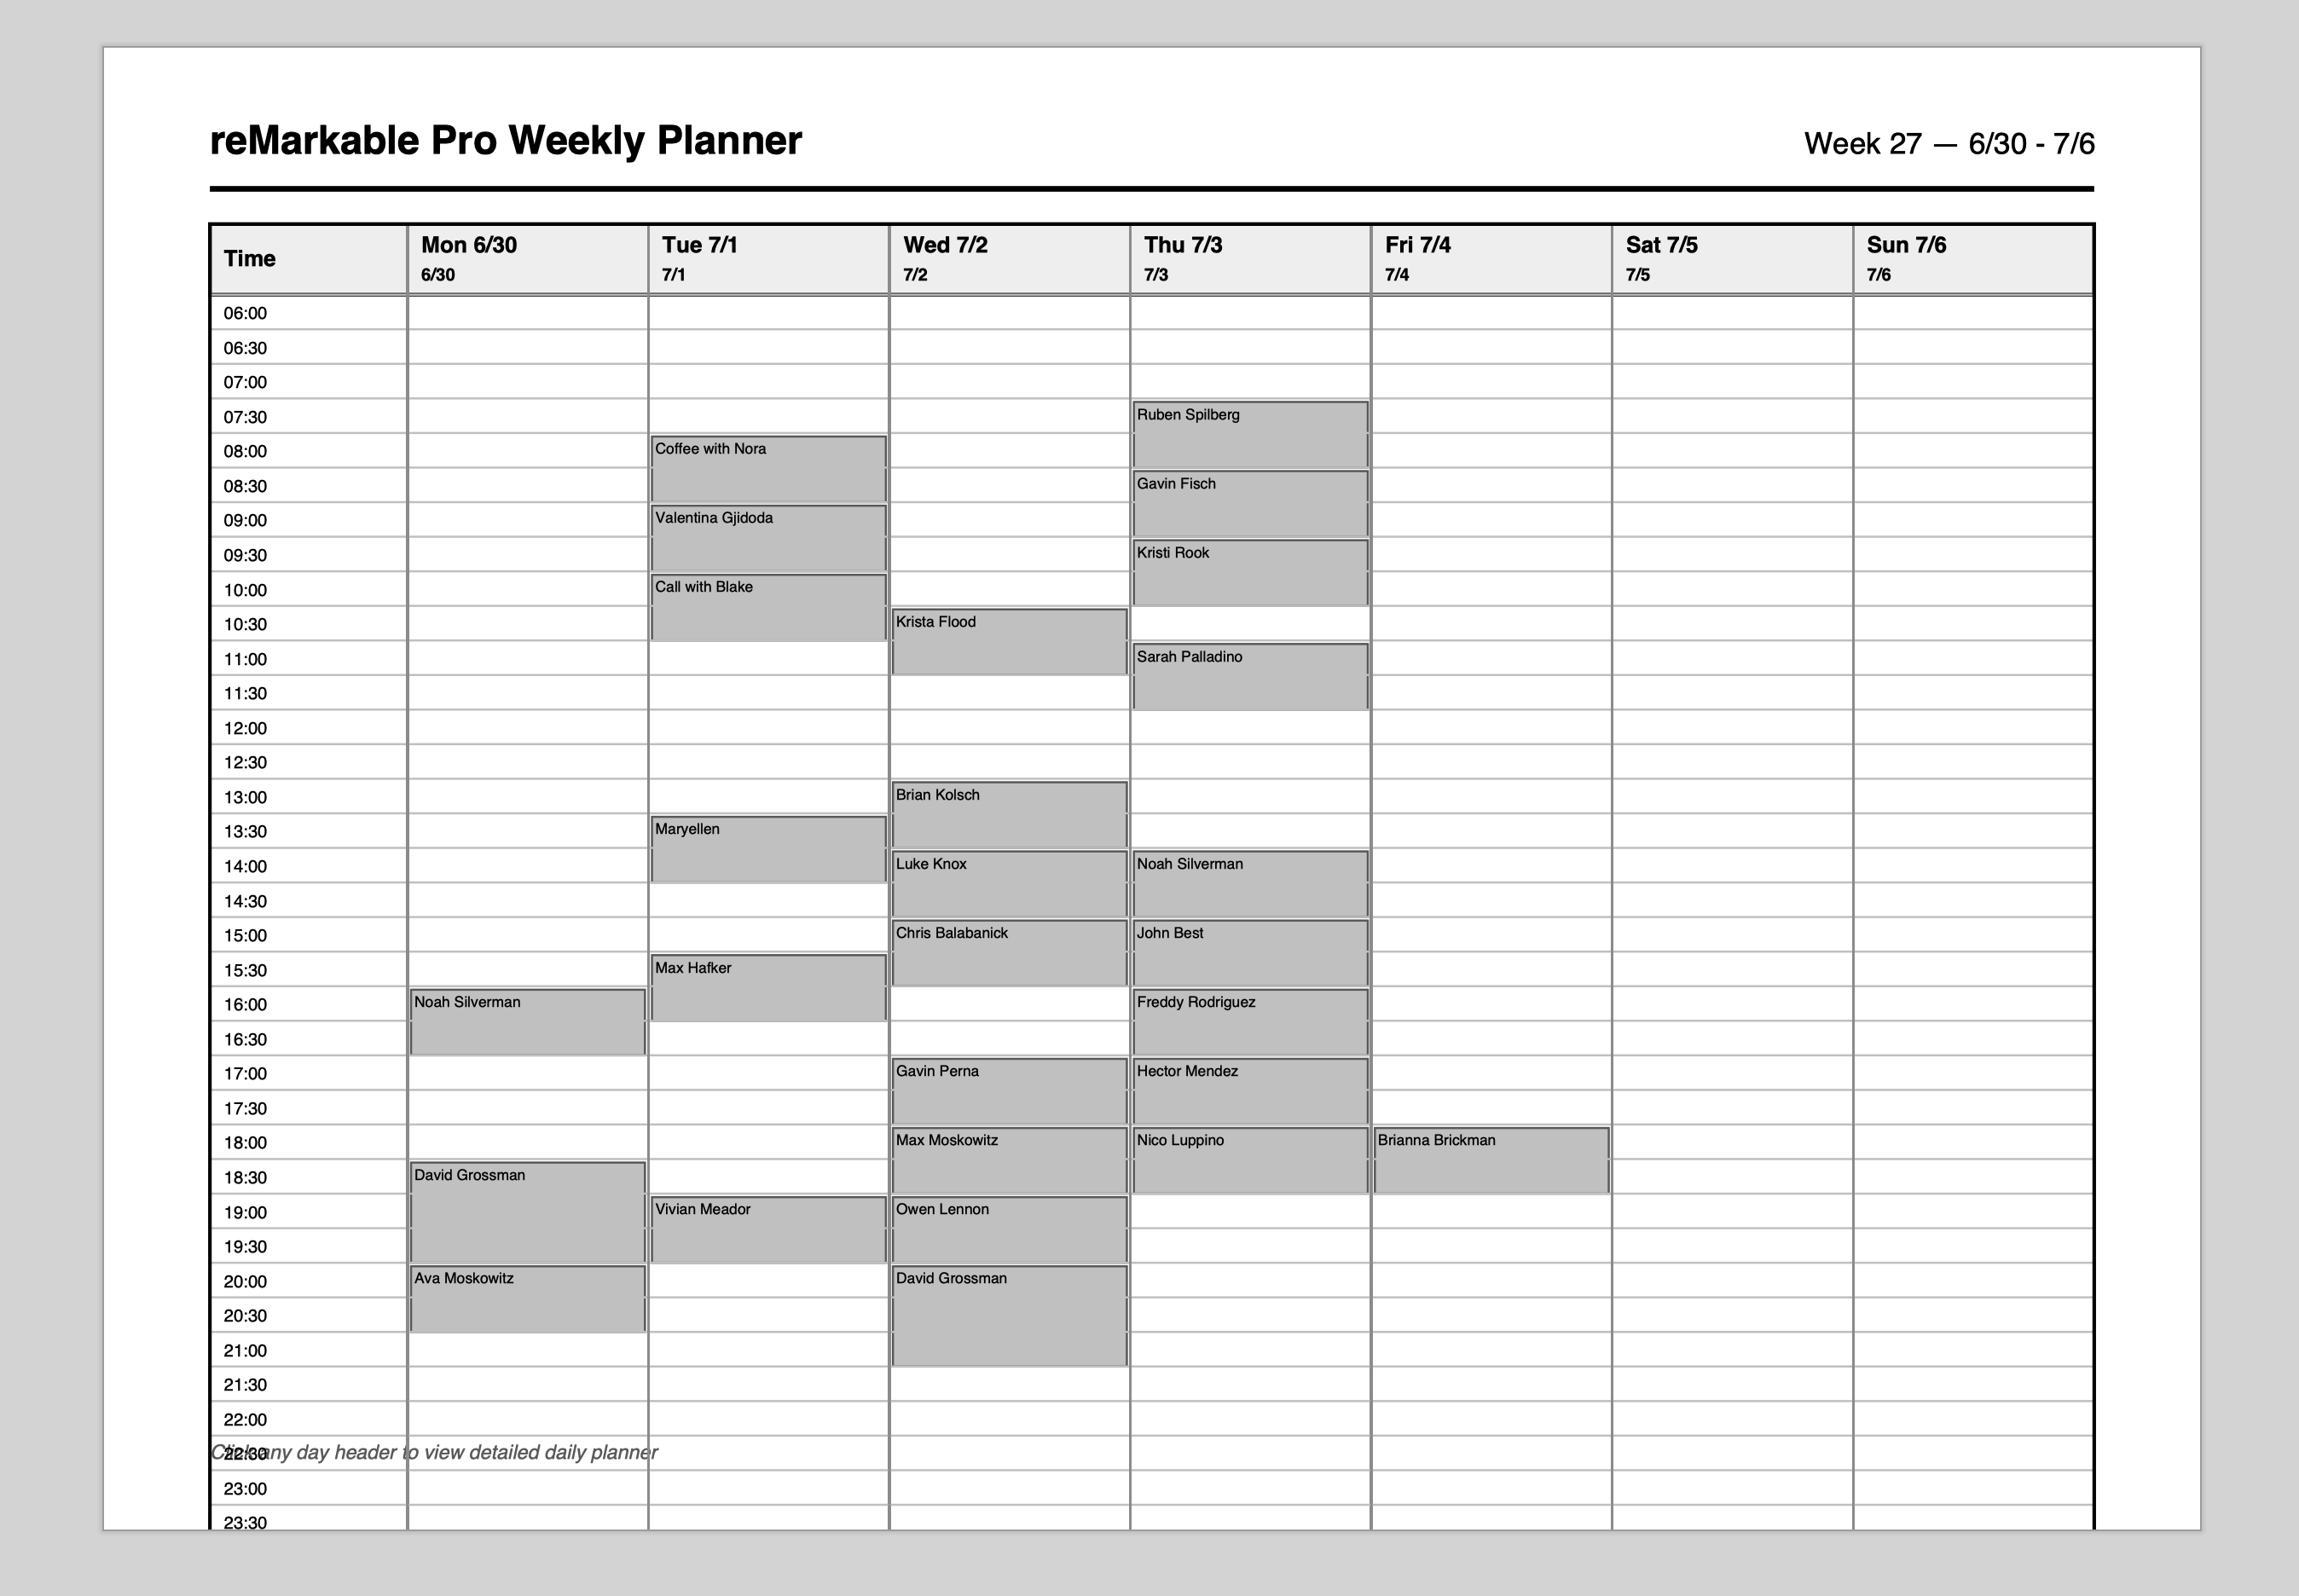 reMarkable Pro Weekly Planner
Week 27 — 6/30 - 7/6
Time
Mon 6/30
6/30
Tue 7/1
7/1
Wed 7/2
7/2
Thu 7/3
7/3
Fri 7/4
7/4
Sat 7/5
7/5
Sun 7/6
7/6
06:00
06:30
07:00
07:30
Ruben Spilberg
08:00
Coffee with Nora
08:30
Gavin Fisch
09:00
Valentina Gjidoda
09:30
Kristi Rook
10:00
Call with Blake
10:30
Krista Flood
11:00
Sarah Palladino
11:30
12:00
12:30
13:00
Brian Kolsch
13:30
Maryellen
14:00
Luke Knox
Noah Silverman
14:30
15:00
Chris Balabanick
John Best
15:30
Max Hafker
16:00
Noah Silverman
Freddy Rodriguez
16:30
17:00
Gavin Perna
Hector Mendez
17:30
18:00
Max Moskowitz
Nico Luppino
Brianna Brickman
18:30
David Grossman
19:00
Vivian Meador
Owen Lennon
19:30
20:00
Ava Moskowitz
David Grossman
20:30
21:00
21:30
22:00
22:30
Click any day header to view detailed daily planner
23:00
23:30